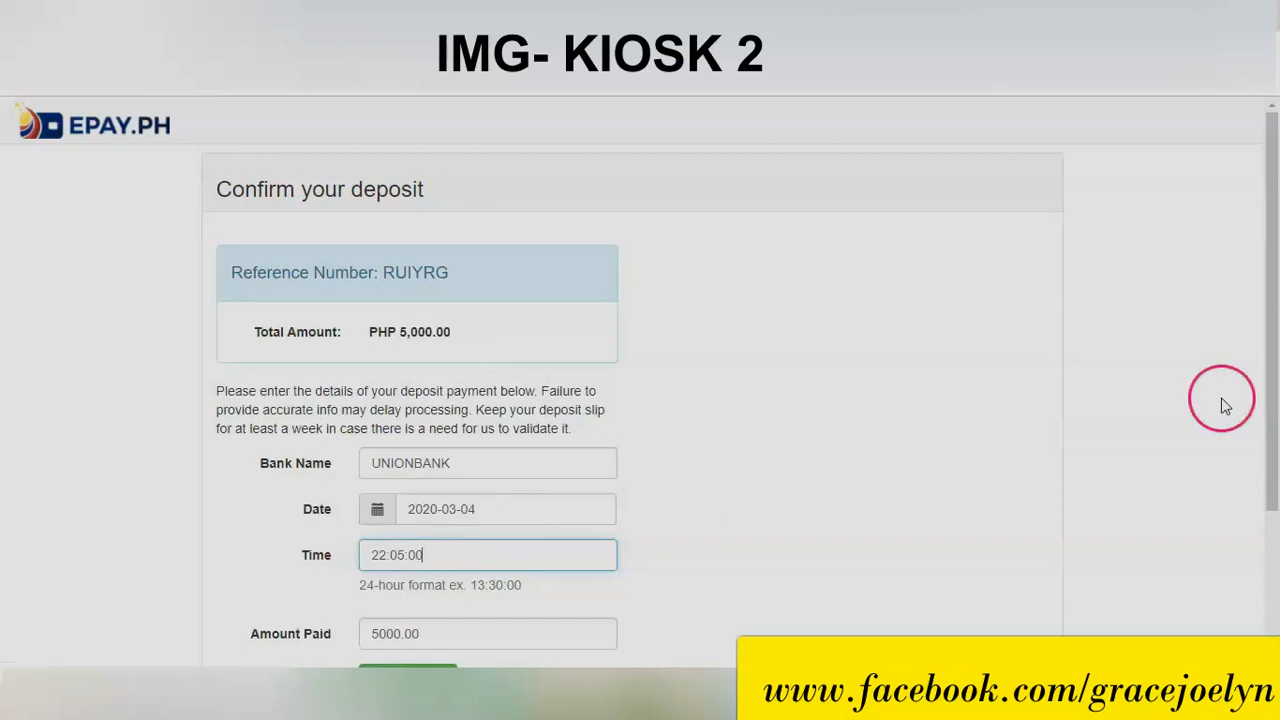 IMG- KIOSK 2
EPAY.PH
Confirm your deposit
Reference Number: RUIYRG
Total Amount: PHP 5,000.00
Please enter the details of your deposit payment below. Failure to
provide accurate info may delay processing. Keep your deposit slip
for at least a week in case there is a need for us to validate it.
Bank Name UNIONBANK
Date 2020-03-04
Time 22:05:00
24-hour format ex. 13:30:00
Amount Paid 5000.00
www.facebook.com/gracejoelyn